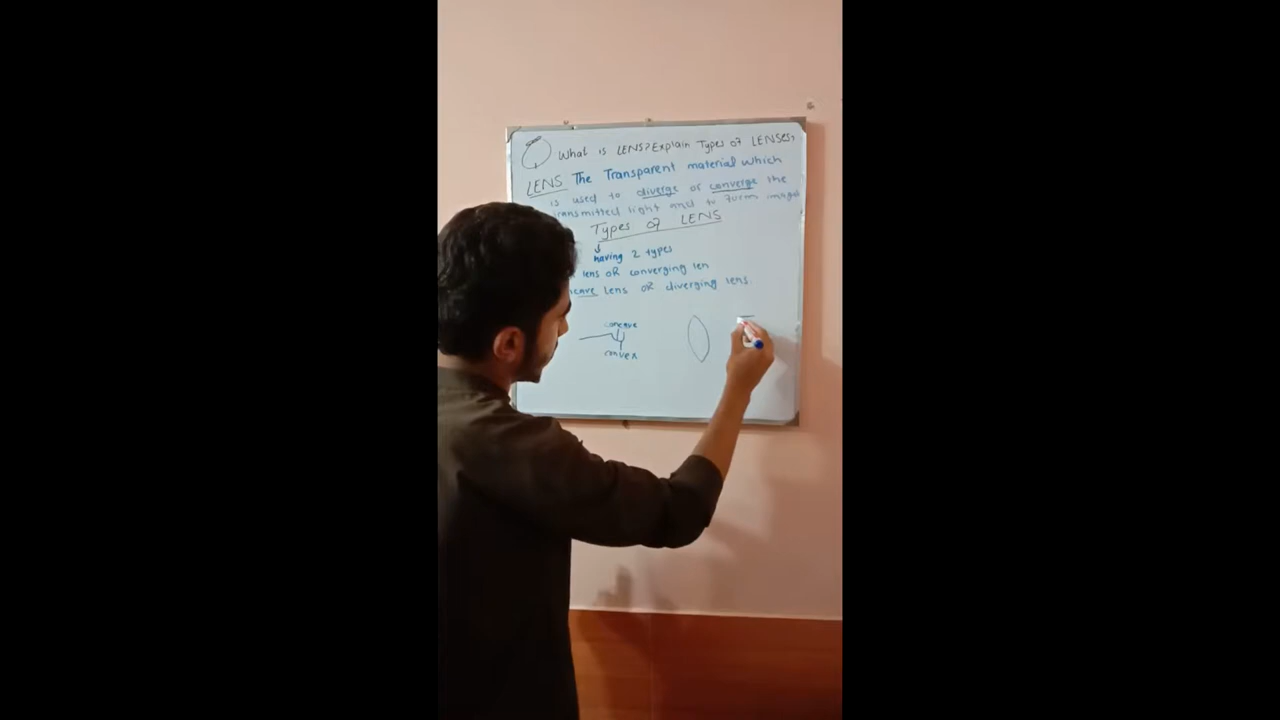 What is LENS? Explain Types of LENSES,
LENS The Transparent material which
is used to diverge or converge the
transmitted light and to form images
Types of LENS
having 2 types
lens OR converging len
lens OR diverging lens.
concave
convex